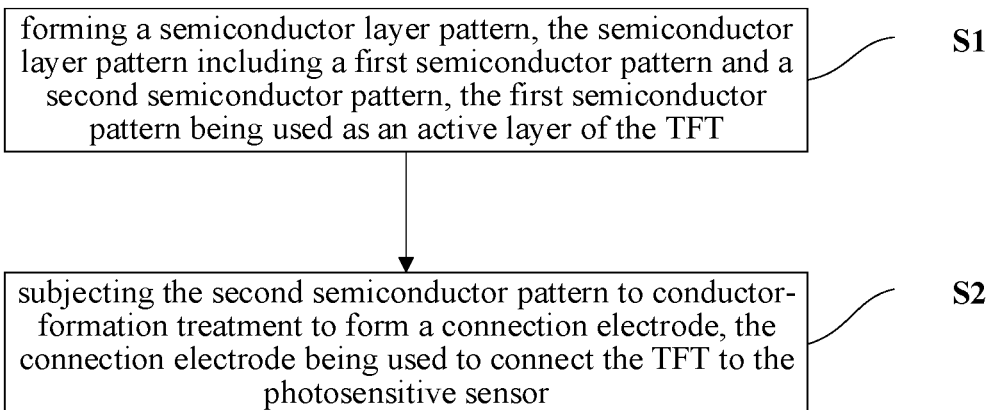 forming a semiconductor layer pattern, the semiconductor
layer pattern including a first semiconductor pattern and a
second semiconductor pattern, the first semiconductor
pattern being used as an active layer of the TFT
S1
subjecting the second semiconductor pattern to conductor-
formation treatment to form a connection electrode, the
connection electrode being used to connect the TFT to the
photosensitive sensor
S2